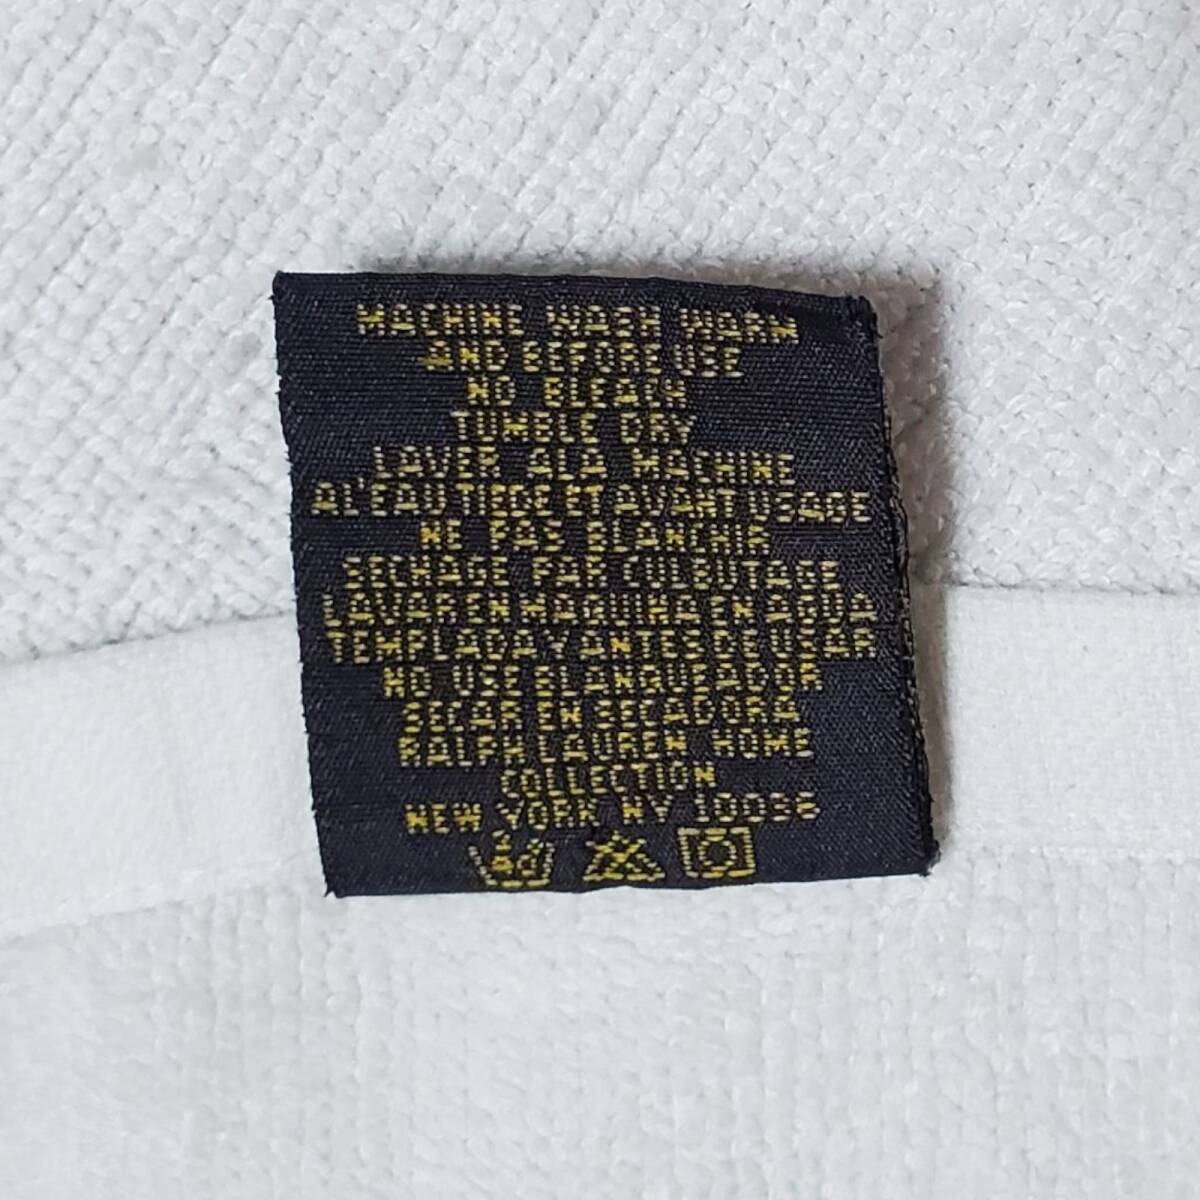 MACHINE WASH WARM
AND BEFORE USE
NO BLEACH
TUMBLE DRY
LAVER ALA MACHINE
AL'EAU TIEDE ET AVANT USAGE
NE PAS BLANCHIR
SECHAGE PAR CULBUTAGE
LAVAR EN MAQUINA EN AGUA
TEMPLADA Y ANTES DE USAR
NO USE BLANQUEADOR
SECAR EN SECADORA
RALPH LAUREN HOME
COLLECTION
NEW YORK NY